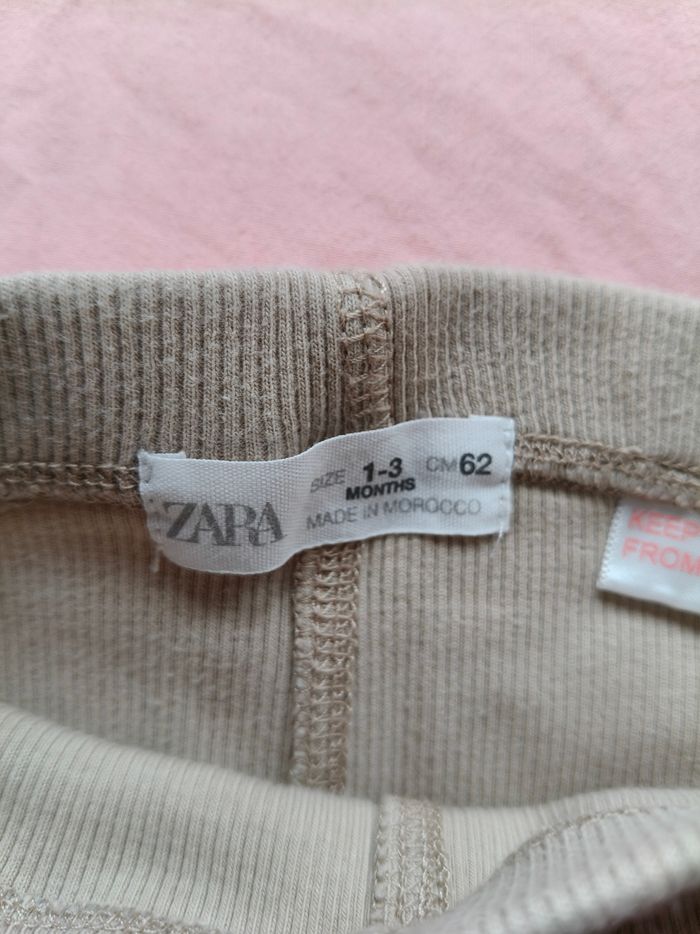 ZARA
SIZE 1-3 MONTHS CM 62
MADE IN MOROCCO
KEEP
FROM